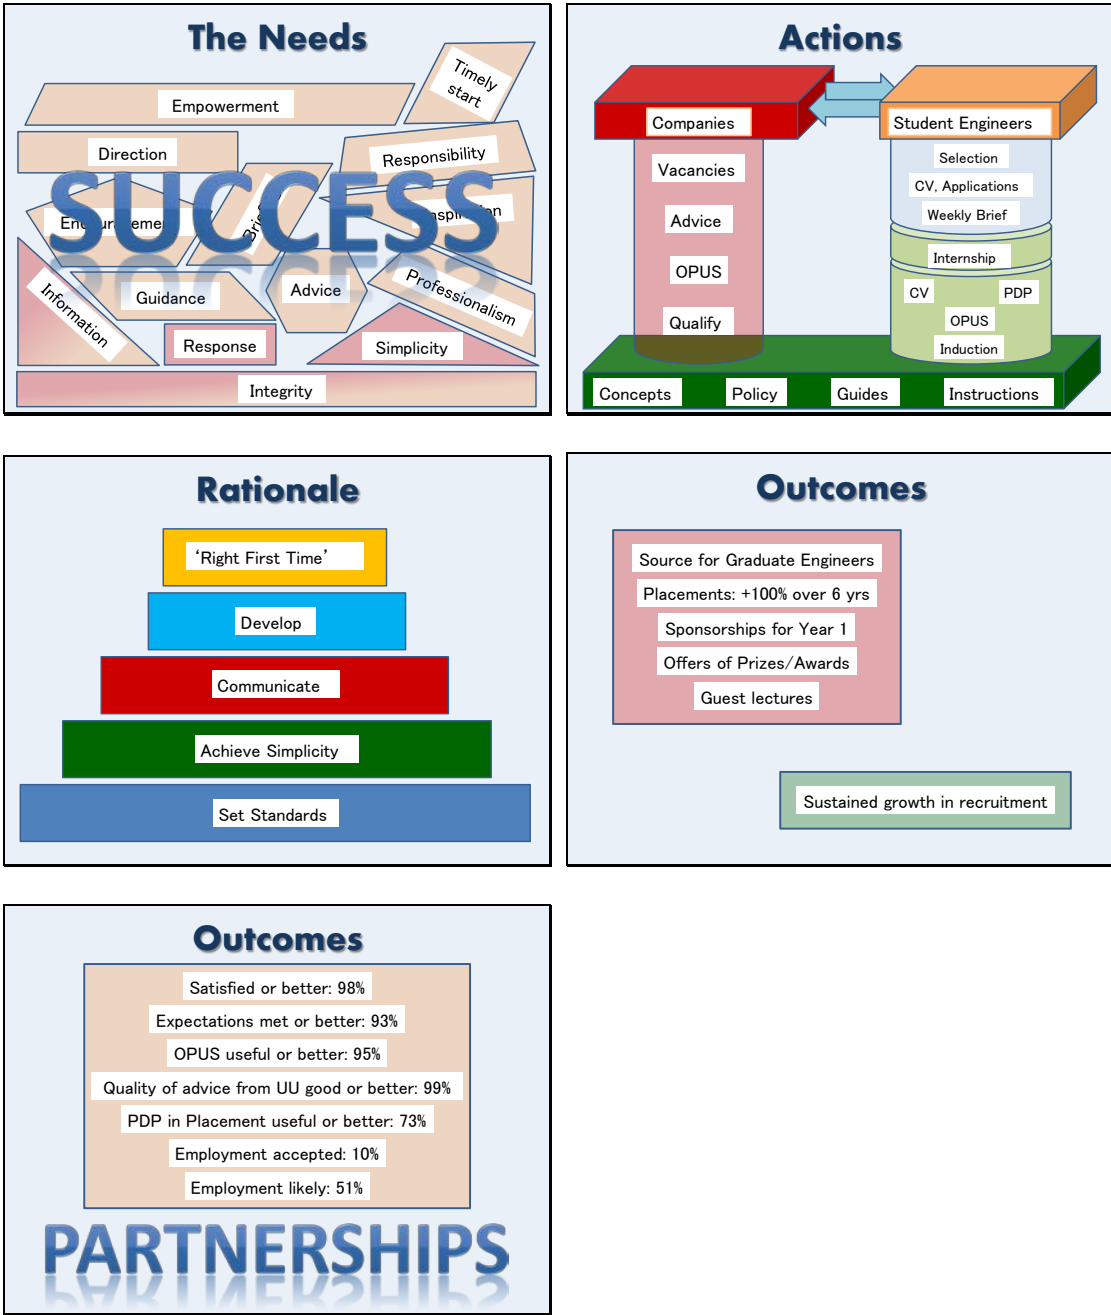 The Needs
Timely
start
Empowerment
Direction
Responsibility
SUCCESS
Guidance
Advice
Professionalism
Information
Response
Simplicity
Integrity
Actions
Companies
Student Engineers
Vacancies
Advice
OPUS
Qualify
Selection
CV, Applications
Weekly Brief
Internship
CV
PDP
OPUS
Induction
Concepts
Policy
Guides
Instructions
Rationale
‘Right First Time’
Develop
Communicate
Achieve Simplicity
Set Standards
Outcomes
Source for Graduate Engineers
Placements: +100% over 6 yrs
Sponsorships for Year 1
Offers of Prizes/Awards
Guest lectures
Sustained growth in recruitment
Outcomes
Satisfied or better: 98%
Expectations met or better: 93%
OPUS useful or better: 95%
Quality of advice from UU good or better: 99%
PDP in Placement useful or better: 73%
Employment accepted: 10%
Employment likely: 51%
PARTNERSHIPS